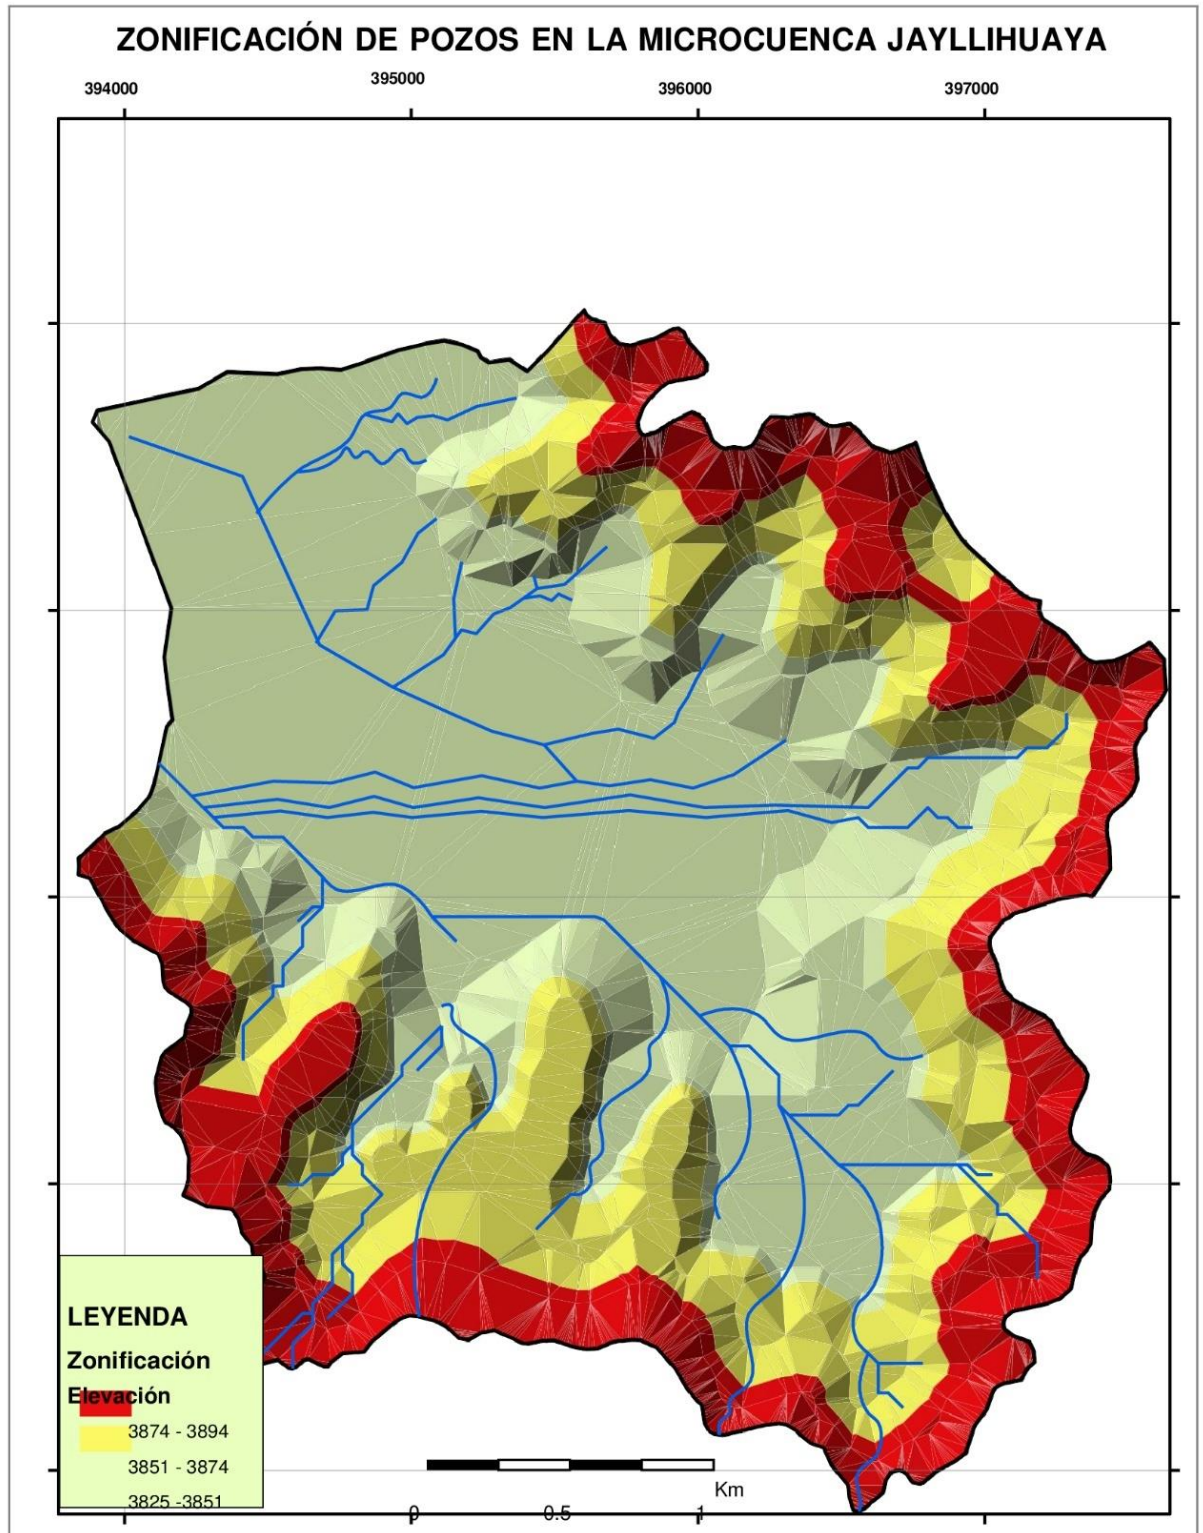 ZONIFICACIÓN DE POZOS EN LA MICROCUENCA JAYLLIHUAYA
394000 395000 396000 397000
LEYENDA
Zonificación
Elevación
3874 - 3894
3851 - 3874
3825 -3851
Km
0 0.5 1